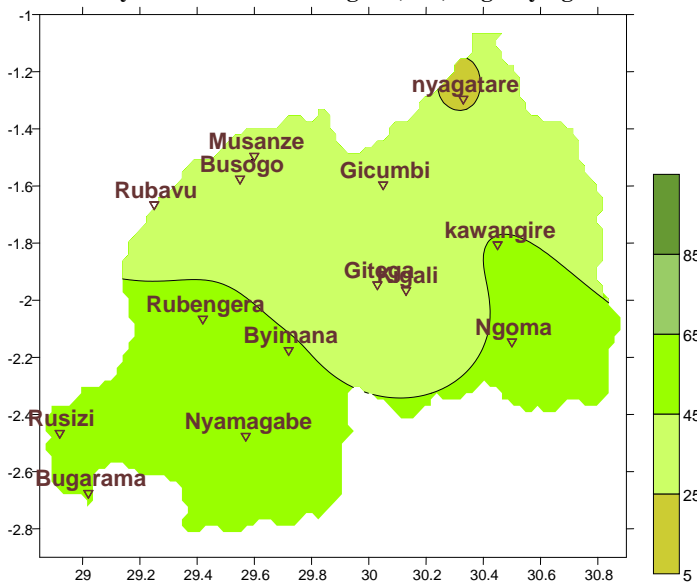 -1
-1.2
nyagatare
-1.4
Musanze
Busogo
Gicumbi
-1.6
Rubavu
kawangire
-1.8
85
Gitega
Kigali
-2
Rubengera
Byimana
Ngoma
65
-2.2
-2.4
Rusizi
Nyamagabe
45
-2.6
Bugarama
25
-2.8
5
29 29.2 29.4 29.6 29.8 30 30.2 30.4 30.6 30.8